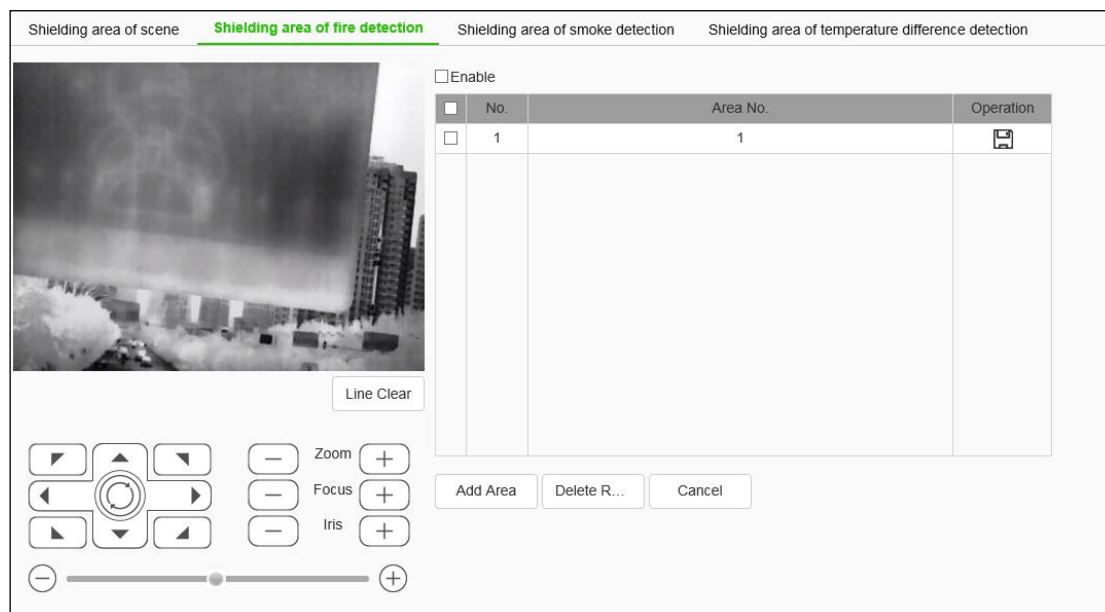 Shielding area of scene Shielding area of fire detection Shielding area of smoke detection Shielding area of temperature difference detection
Enable
No. Area No. Operation
1 1
Line Clear
Zoom
Focus
Iris
Add Area Delete R... Cancel